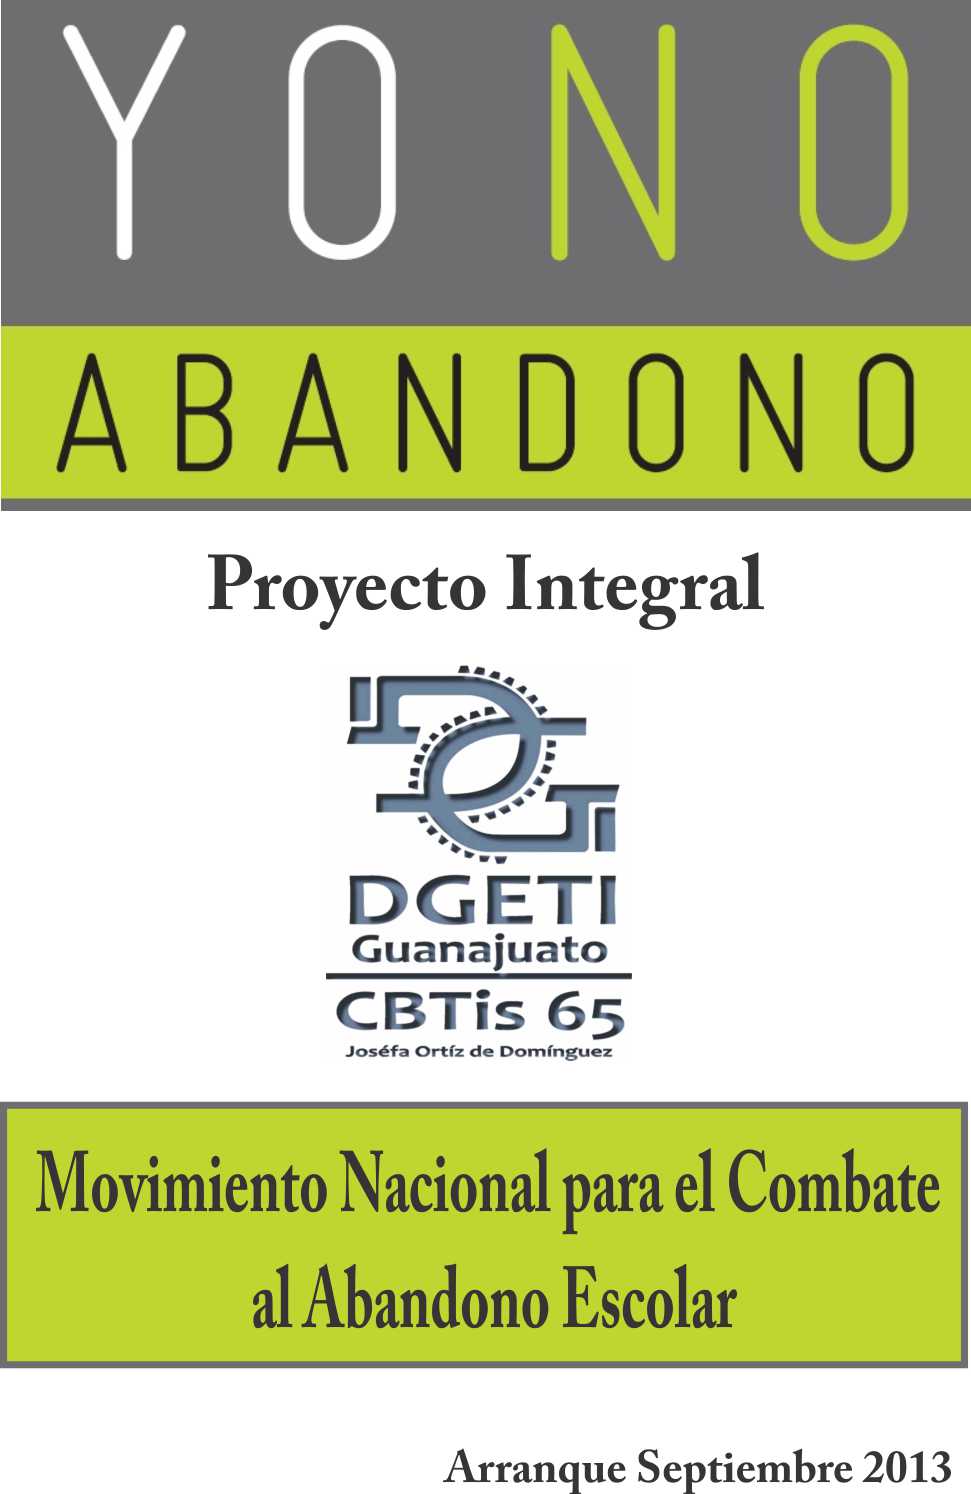 YO NO
ABANDONO
Proyecto Integral
DGETI
Guanajuato
CBTis 65
Joséfa Ortíz de Domínguez
Movimiento Nacional para el Combate
al Abandono Escolar
Arranque Septiembre 2013